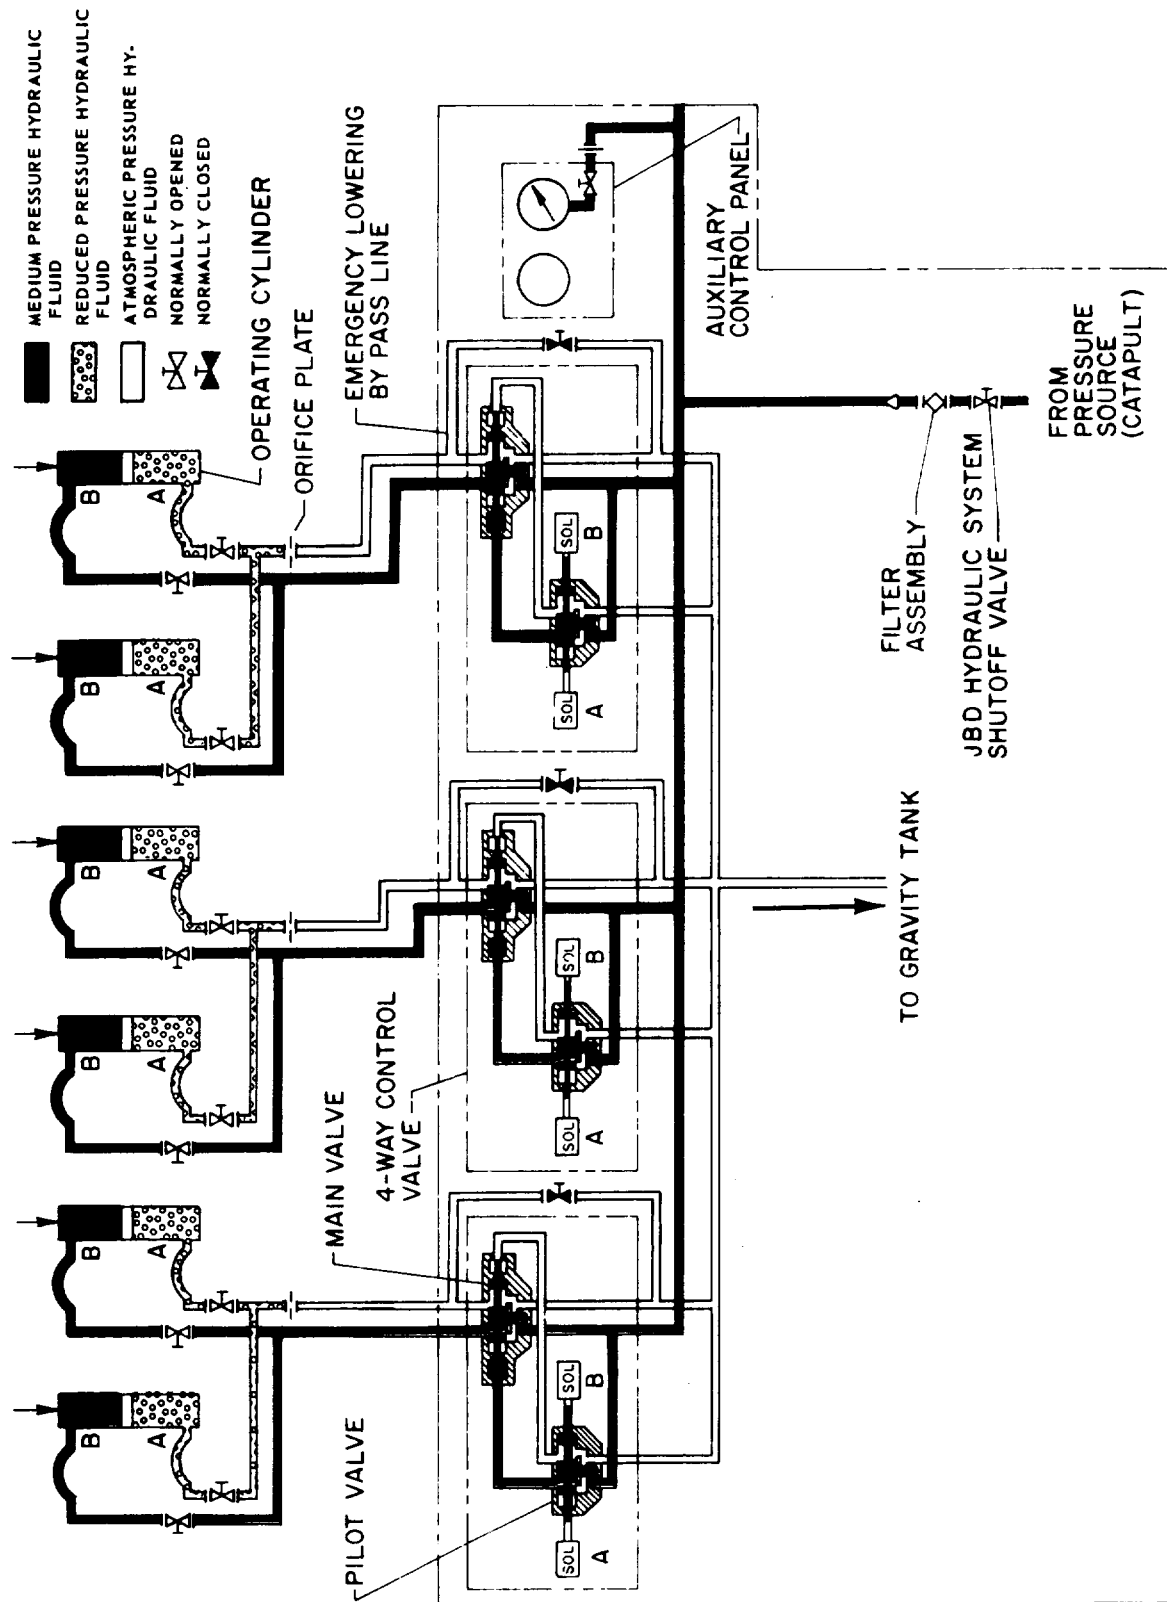 MEDIUM PRESSURE HYDRAULIC
FLUID
REDUCED PRESSURE HYDRAULIC
FLUID
ATMOSPHERIC PRESSURE HY-
DRAULIC FLUID
NORMALLY OPENED
NORMALLY CLOSED
OPERATING CYLINDER
ORIFICE PLATE
EMERGENCY LOWERING
BY PASS LINE
B
A
B
A
B
A
B
A
B
A
B
A
AUXILIARY
CONTROL PANEL
MAIN VALVE
4-WAY CONTROL
VALVE
PILOT VALVE
SOL
A
SOL
B
SOL
A
SOL
B
SOL
A
SOL
B
TO GRAVITY TANK
FILTER
ASSEMBLY
JBD HYDRAULIC SYSTEM
SHUTOFF VALVE
FROM
PRESSURE
SOURCE
(CATAPULT)